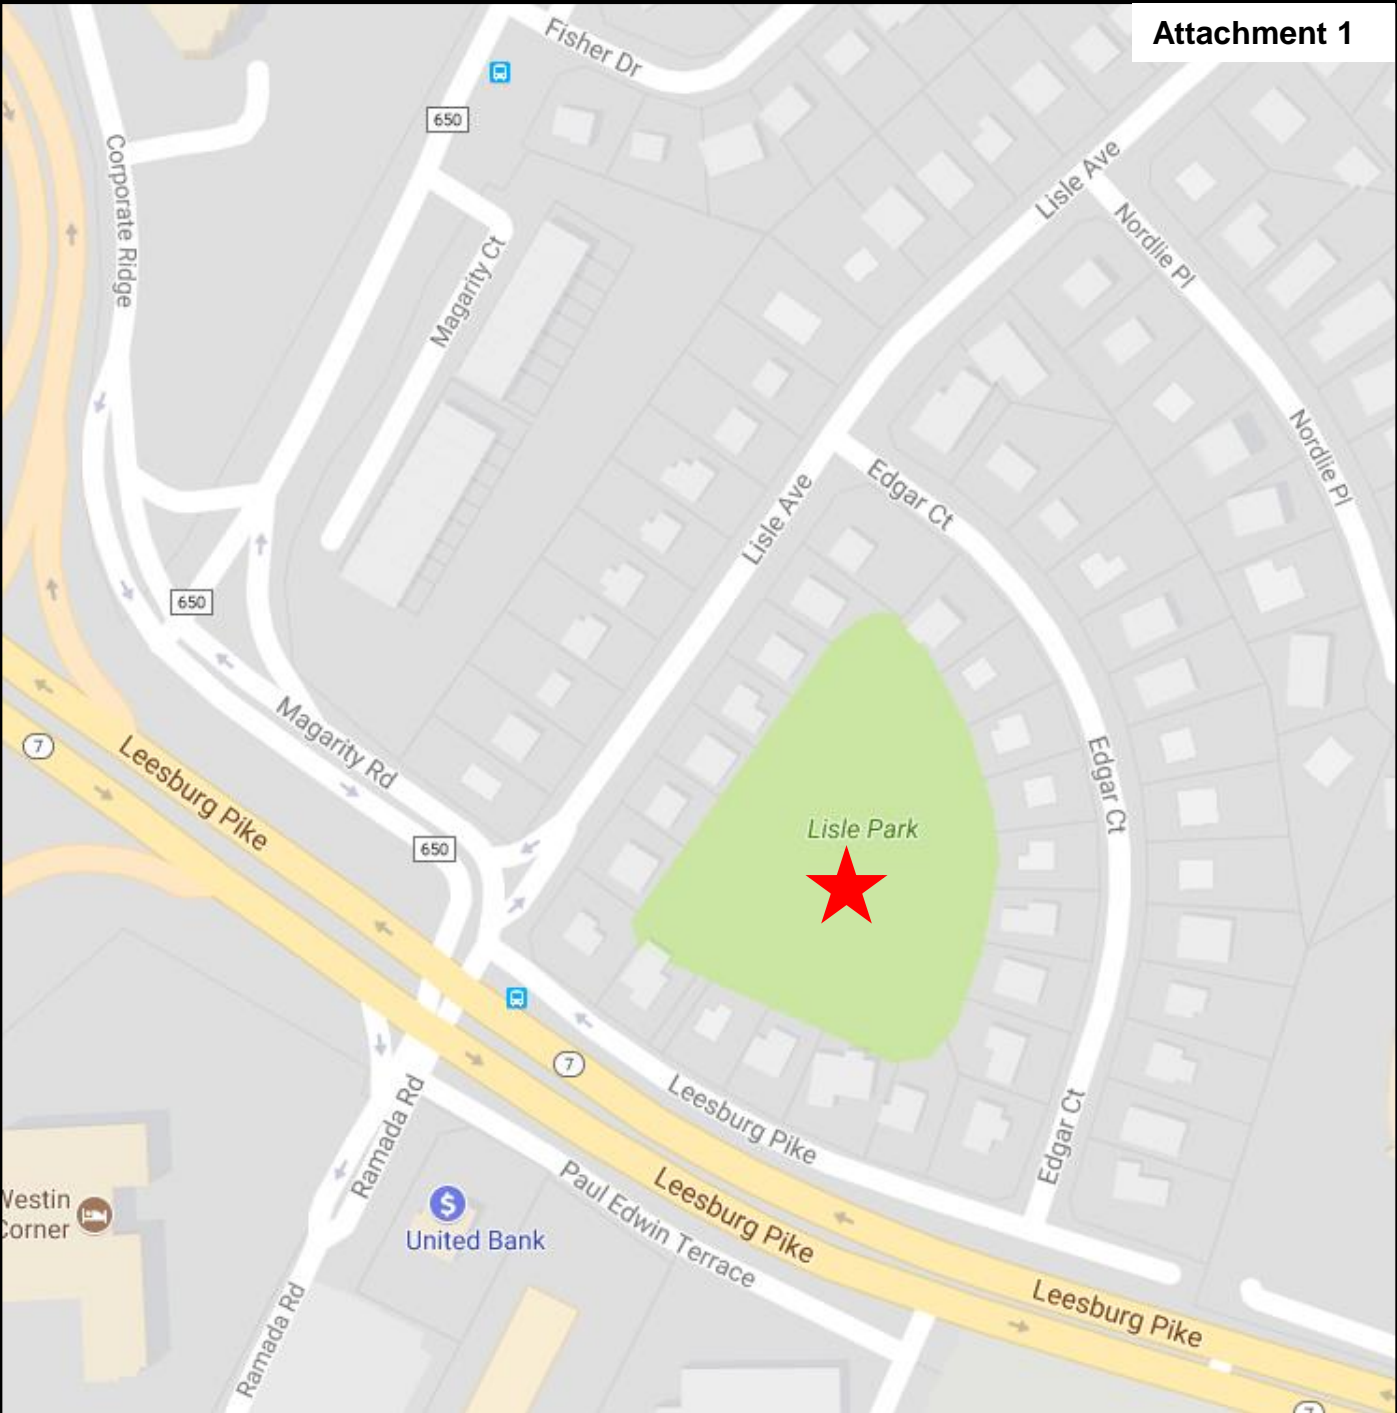 Attachment 1
Fisher Dr
650
Corporate Ridge
Lisle Ave
Nordlie Pl
Magarity Ct
Nordlie Pl
Edgar Ct
Lisle Ave
650
Magarity Rd
7
Leesburg Pike
Edgar Ct
Lisle Park
650
7
Leesburg Pike
Ramada Rd
Edgar Ct
Paul Edwin Terrace
Leesburg Pike
Westin
Corner
$
United Bank
Leesburg Pike
Ramada Rd
7